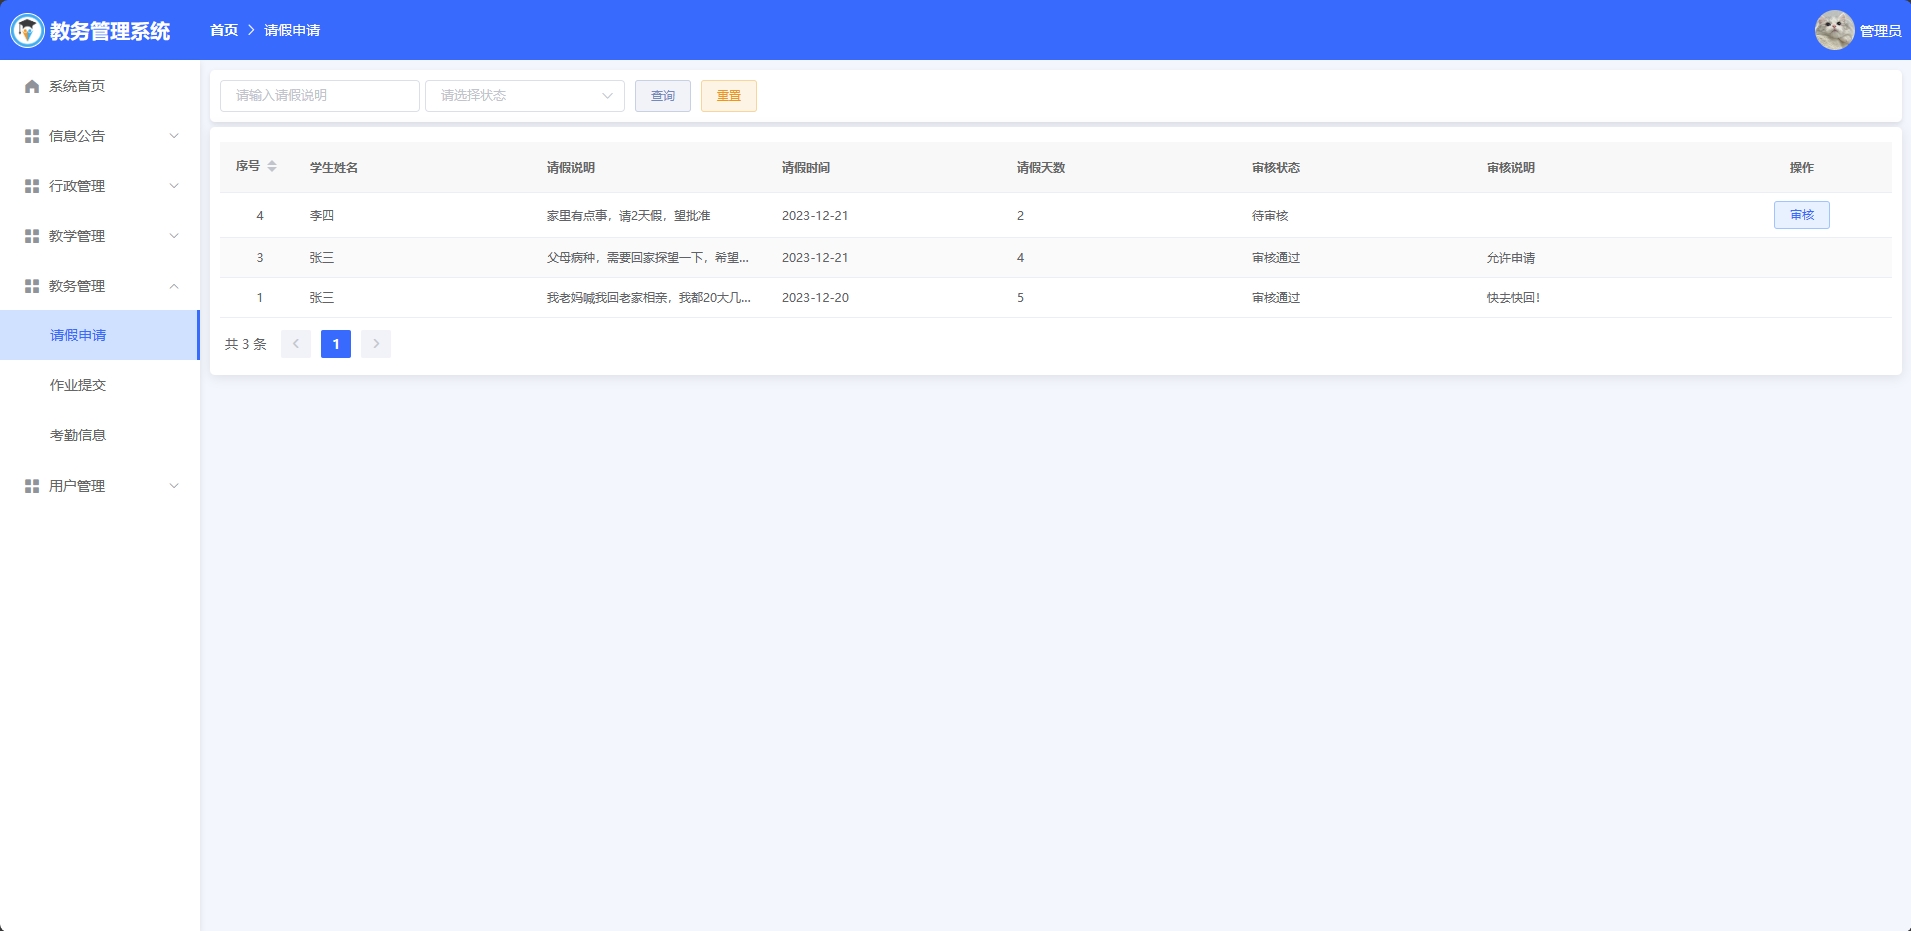 教务管理系统 首页 > 请假申请 管理员
系统首页
信息公告
行政管理
教学管理
教务管理
请假申请
作业提交
考勤信息
用户管理
请输入请假说明 请选择状态 查询 重置
序号 学生姓名 请假说明 请假时间 请假天数 审核状态 审核说明 操作
4 李四 家里有点事，请2天假，望批准 2023-12-21 2 待审核 审核
3 张三 父母病种，需要回家探望一下，希望... 2023-12-21 4 审核通过 允许申请
1 张三 我老妈喊我回老家相亲，我都20大几... 2023-12-20 5 审核通过 快去快回！
共 3 条 < 1 >